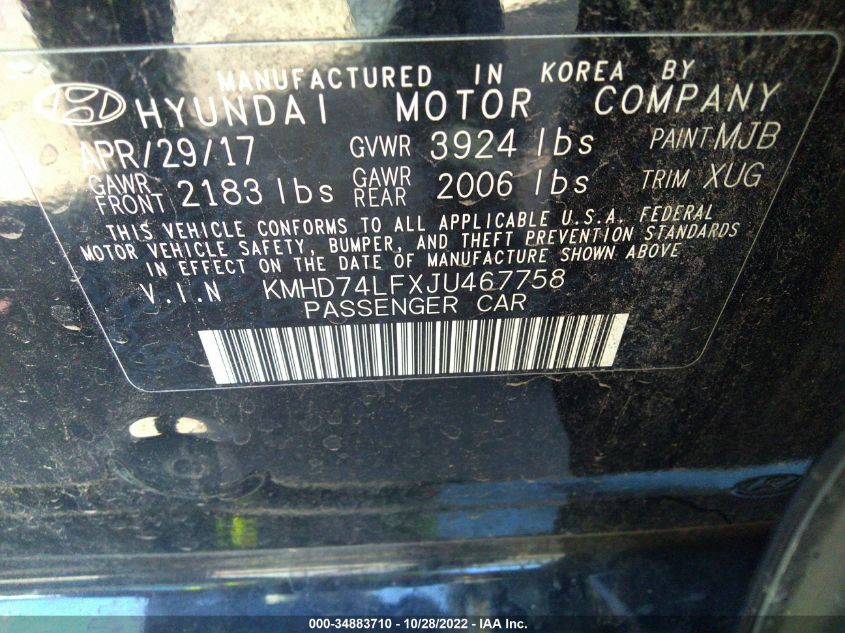 MANUFACTURED IN KOREA BY
HYUNDAI MOTOR COMPANY
APR/29/17 GVWR 3924 lbs PAINT MJB
GAWR FRONT 2183 lbs GAWR REAR 2006 lbs TRIM XUG
THIS VEHICLE CONFORMS TO ALL APPLICABLE U.S.A. FEDERAL
MOTOR VEHICLE SAFETY, BUMPER, AND THEFT PREVENTION STANDARDS
IN EFFECT ON THE DATE OF MANUFACTURE SHOWN ABOVE
V.I.N KMHD74LFXJU467758
PASSENGER CAR
000-34883710 - 10/28/2022 - IAA Inc.